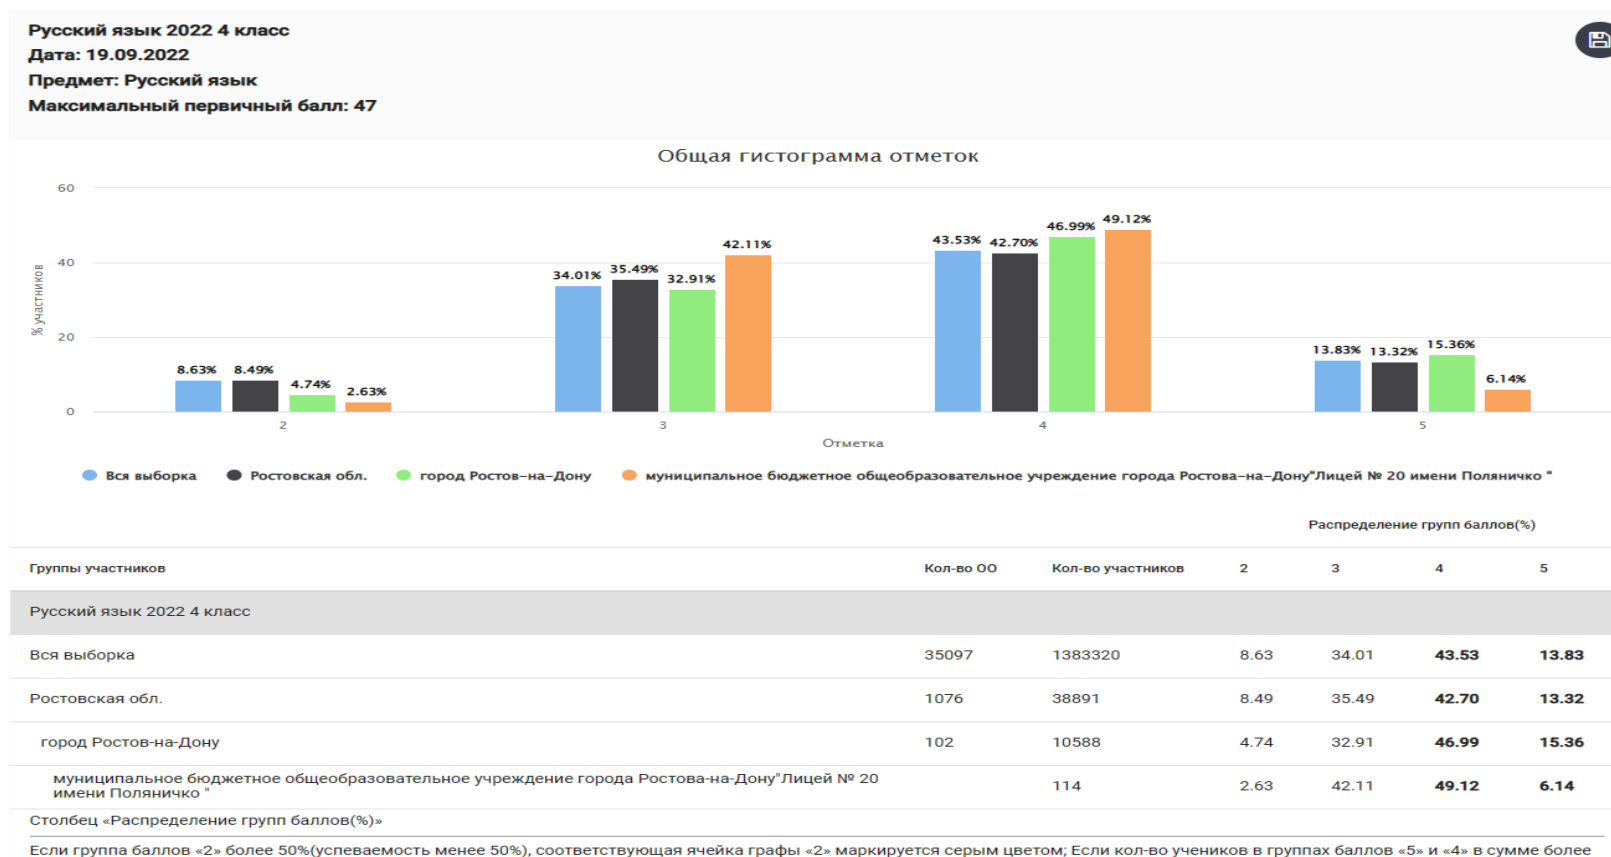 Русский язык 2022 4 класс
Дата: 19.09.2022
Предмет: Русский язык
Максимальный первичный балл: 47
Общая гистограмма отметок
60
40
20
0
% участников
8.63% 8.49% 4.74% 2.63%
34.01% 35.49% 32.91% 42.11%
43.53% 42.70% 46.99% 49.12%
13.83% 13.32% 15.36% 6.14%
2 3 4 5
Отметка
Вся выборка Ростовская обл. город Ростов-на-Дону муниципальное бюджетное общеобразовательное учреждение города Ростова-на-Дону"Лицей № 20 имени Поляничко "
Распределение групп баллов(%)
Группы участников Кол-во ОО Кол-во участников 2 3 4 5
Русский язык 2022 4 класс
Вся выборка 35097 1383320 8.63 34.01 43.53 13.83
Ростовская обл. 1076 38891 8.49 35.49 42.70 13.32
город Ростов-на-Дону 102 10588 4.74 32.91 46.99 15.36
муниципальное бюджетное общеобразовательное учреждение города Ростова-на-Дону"Лицей № 20
имени Поляничко " 114 2.63 42.11 49.12 6.14
Столбец «Распределение групп баллов(%)»
Если группа баллов «2» более 50%(успеваемость менее 50%), соответствующая ячейка графы «2» маркируется серым цветом; Если кол-во учеников в группах баллов «5» и «4» в сумме более